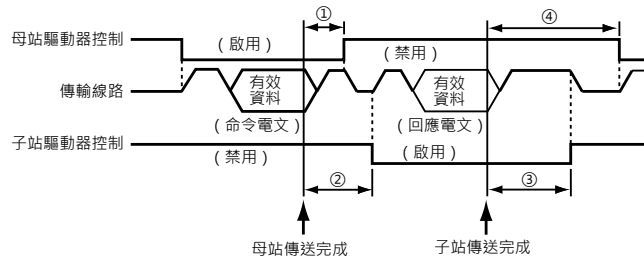 ①
④
母站驅動器控制
( 啟用 )
( 禁用 )
傳輸線路
有效
資料
有效
資料
( 命令電文 )
( 回應電文 )
子站驅動器控制
( 禁用 )
( 啟用 )
②
③
母站傳送完成
子站傳送完成